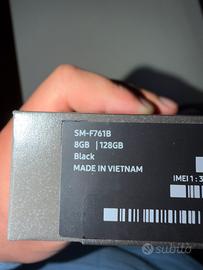 SM-F761B
8GB | 128GB
Black
MADE IN VIETNAM
IMEI 1 : 3
subito